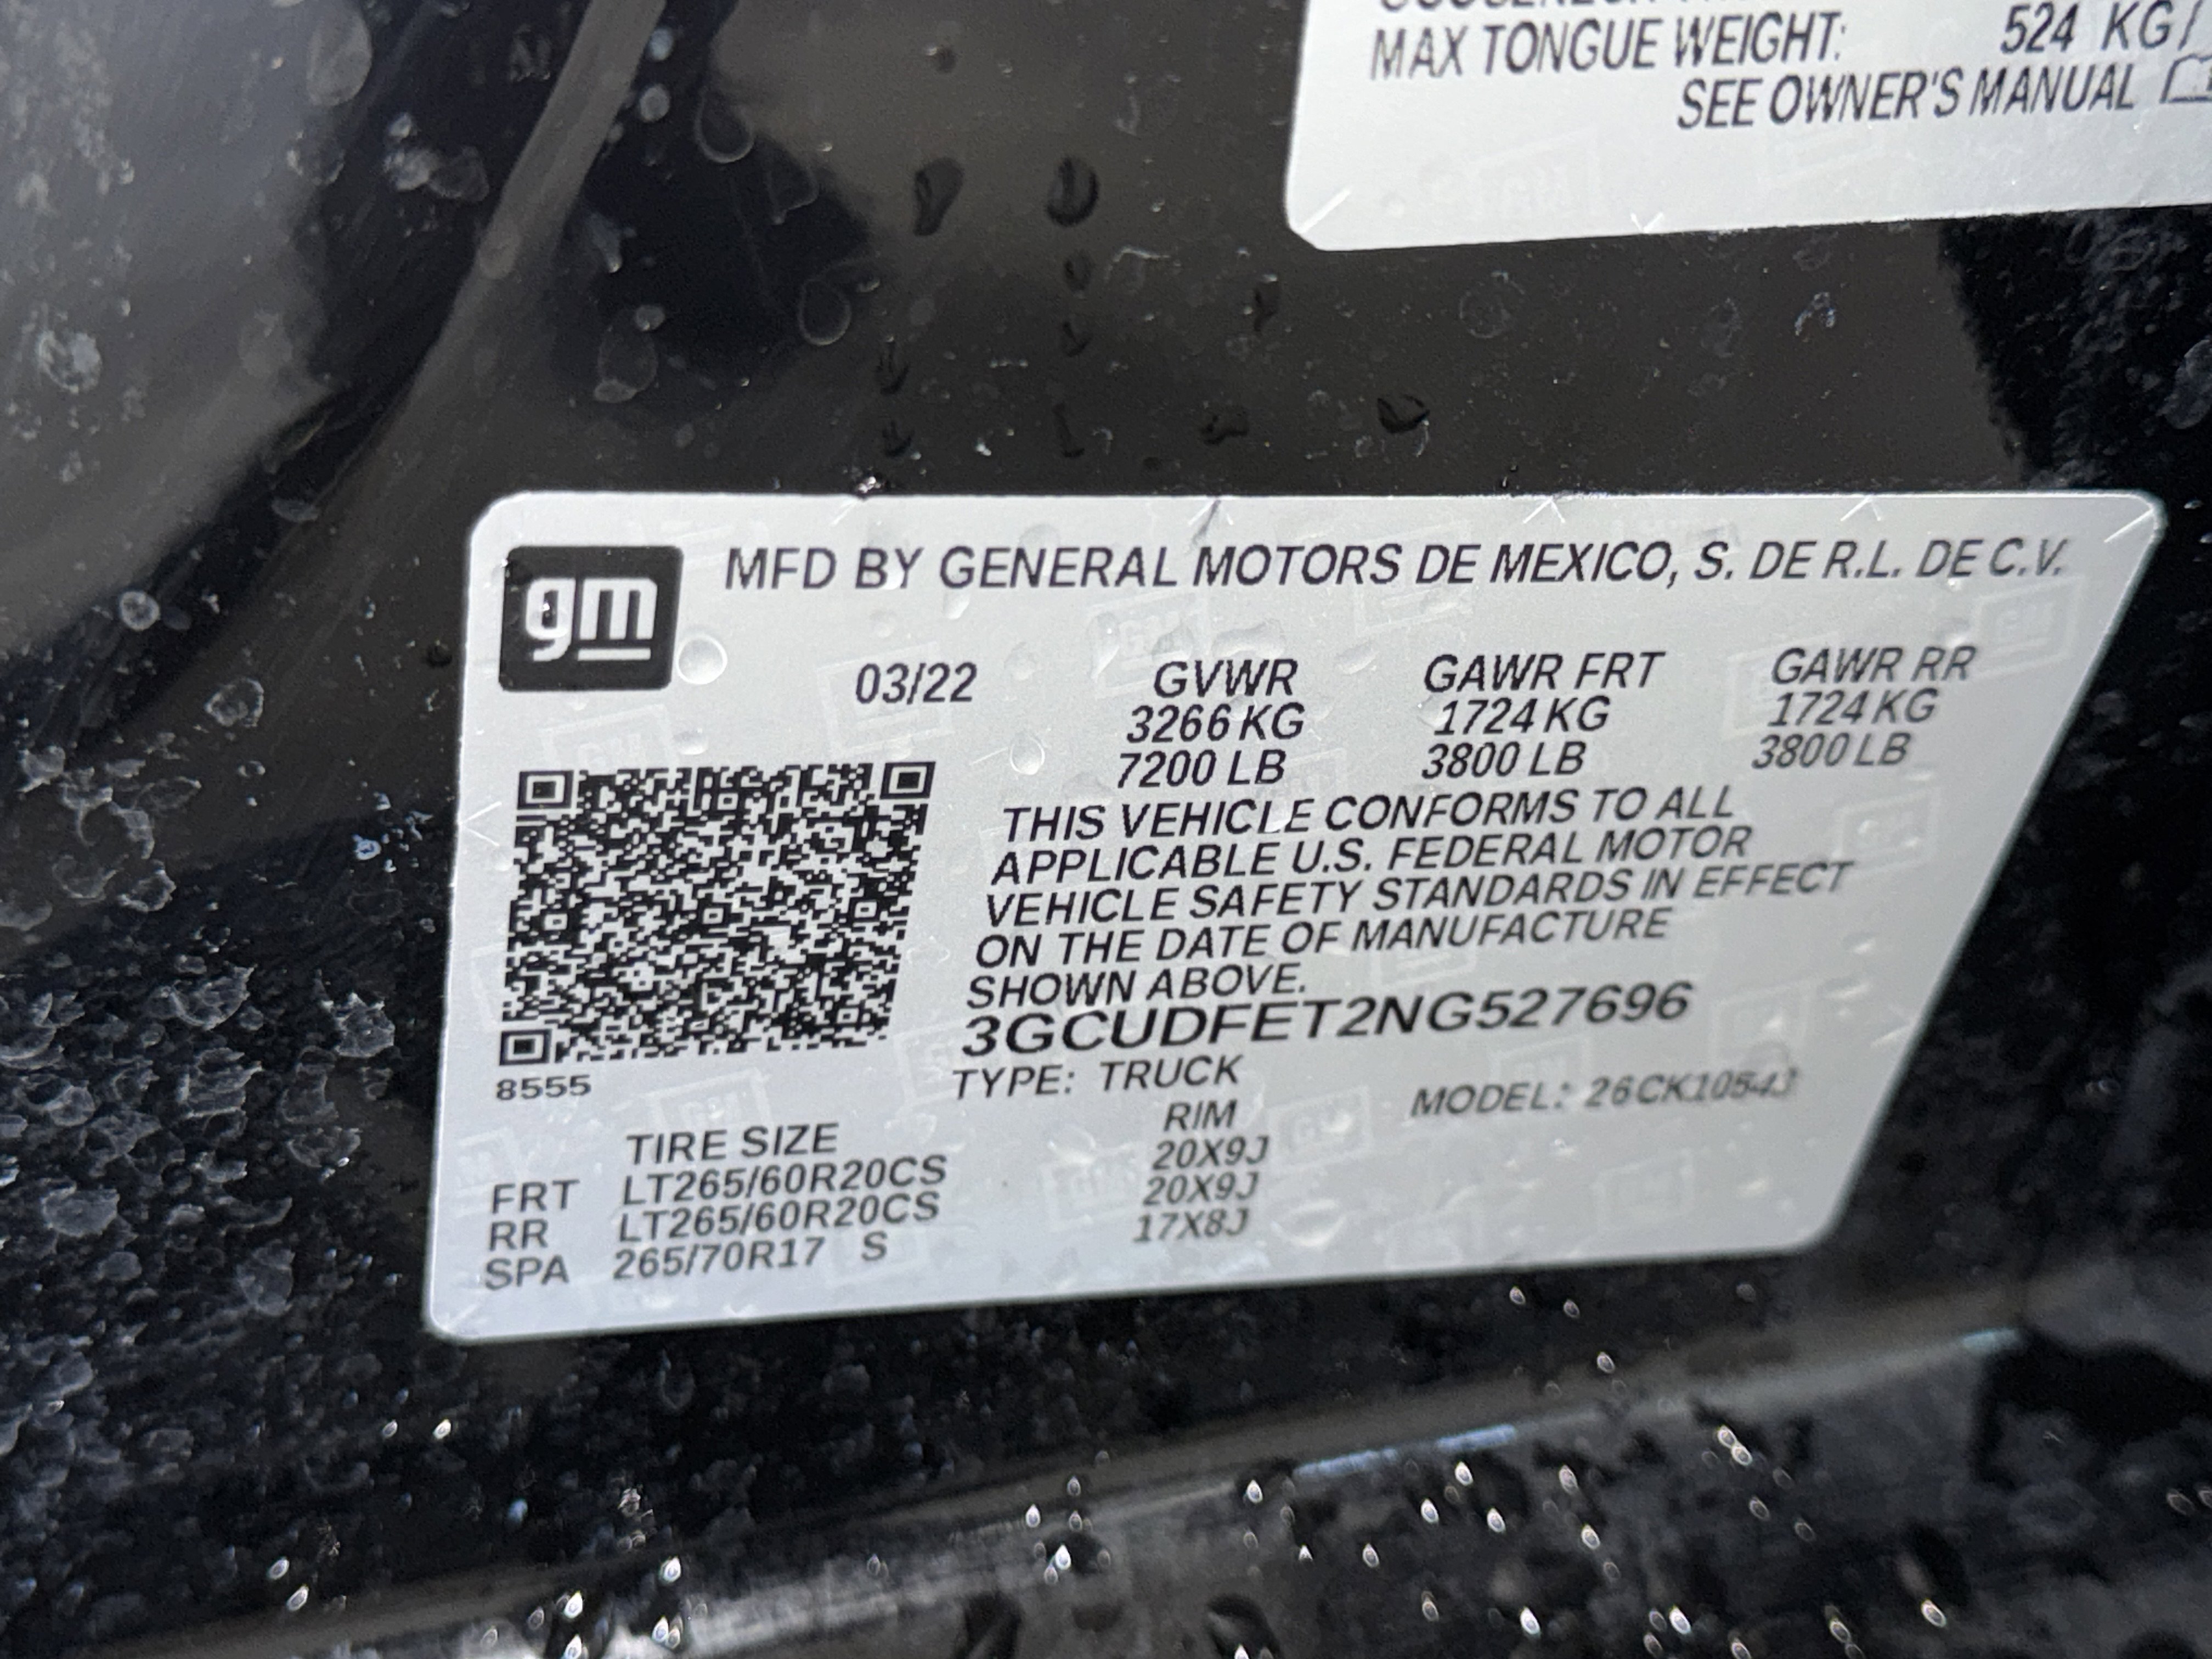 MAX TONGUE WEIGHT: 524 KG/
SEE OWNER'S MANUAL
gm
MFD BY GENERAL MOTORS DE MEXICO, S. DE R.L. DE C.V.
03/22 GVWR GAWR FRT GAWR RR
3266 KG 1724 KG 1724 KG
7200 LB 3800 LB 3800 LB
THIS VEHICLE CONFORMS TO ALL
APPLICABLE U.S. FEDERAL MOTOR
VEHICLE SAFETY STANDARDS IN EFFECT
ON THE DATE OF MANUFACTURE
SHOWN ABOVE.
3GCUDFET2NG527696
8555
TYPE: TRUCK MODEL: 26CK10543
TIRE SIZE RIM
FRT LT265/60R20CS 20X9J
RR LT265/60R20CS 20X9J
SPA 265/70R17 S 17X8J